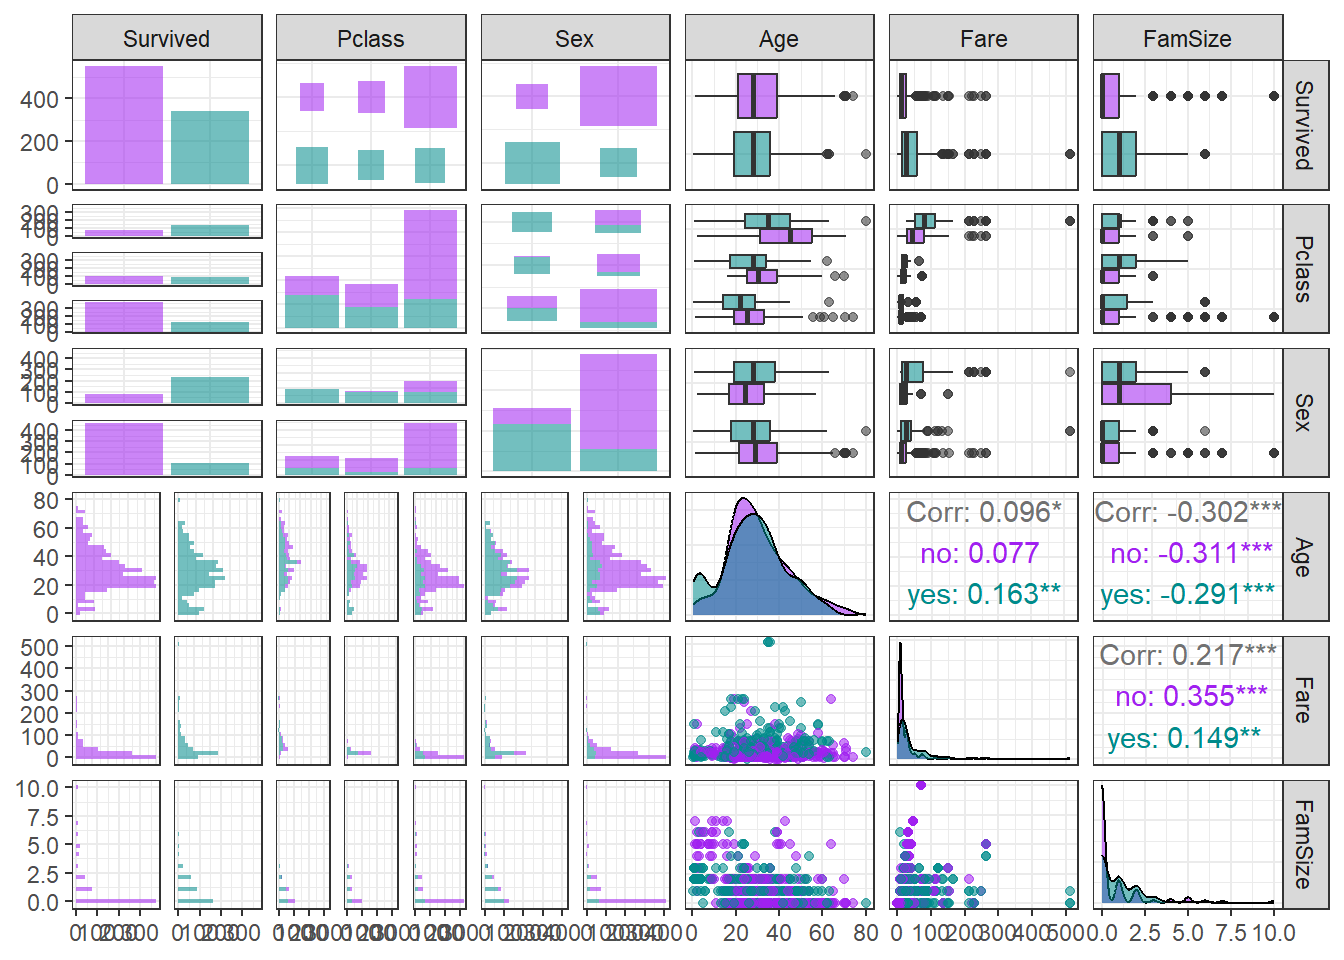 Survived Pclass Sex Age Fare FamSize
400
200
0
Survived
Pclass
Sex
80
60
40
20
0
Corr: 0.096*
no: 0.077
yes: 0.163**
Corr: -0.302***
no: -0.311***
yes: -0.291***
Age
500
400
300
200
100
0
Corr: 0.217***
no: 0.355***
yes: 0.149**
Fare
10.0
7.5
5.0
2.5
0.0
FamSize
0 20 40 60 80 0 100 200 300 400 500 0.0 2.5 5.0 7.5 10.0